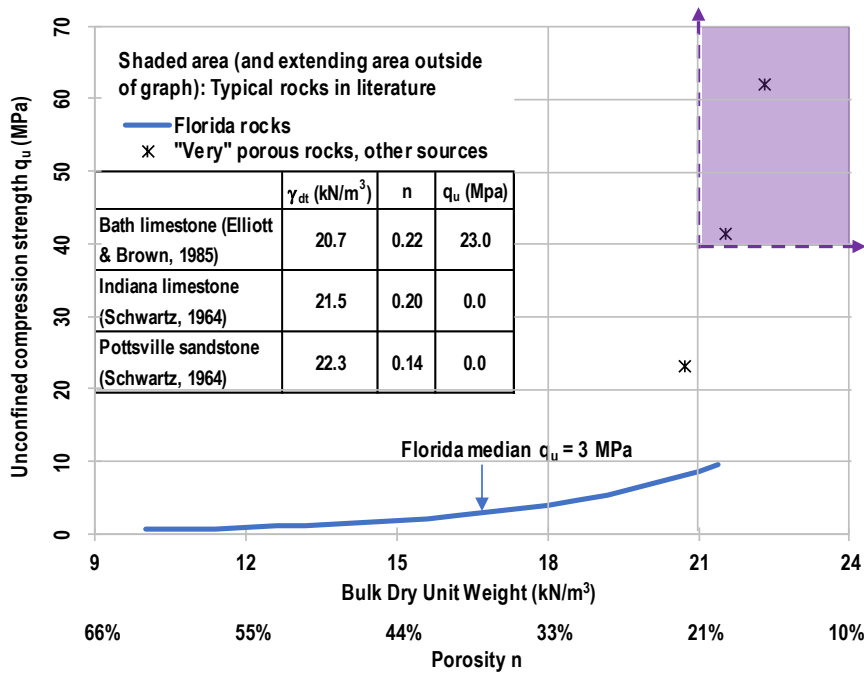 70
60
50
40
30
20
10
0
Unconfined compression strength qu (MPa)
Shaded area (and extending area outside
of graph): Typical rocks in literature
Florida rocks
"Very" porous rocks, other sources
γdt (kN/m³) n qu (Mpa)
Bath limestone (Elliott
& Brown, 1985) 20.7 0.22 23.0
Indiana limestone
(Schwartz, 1964) 21.5 0.20 0.0
Pottsville sandstone
(Schwartz, 1964) 22.3 0.14 0.0
Florida median qu = 3 MPa
9 12 15 18 21 24
Bulk Dry Unit Weight (kN/m³)
66% 55% 44% 33% 21% 10%
Porosity n